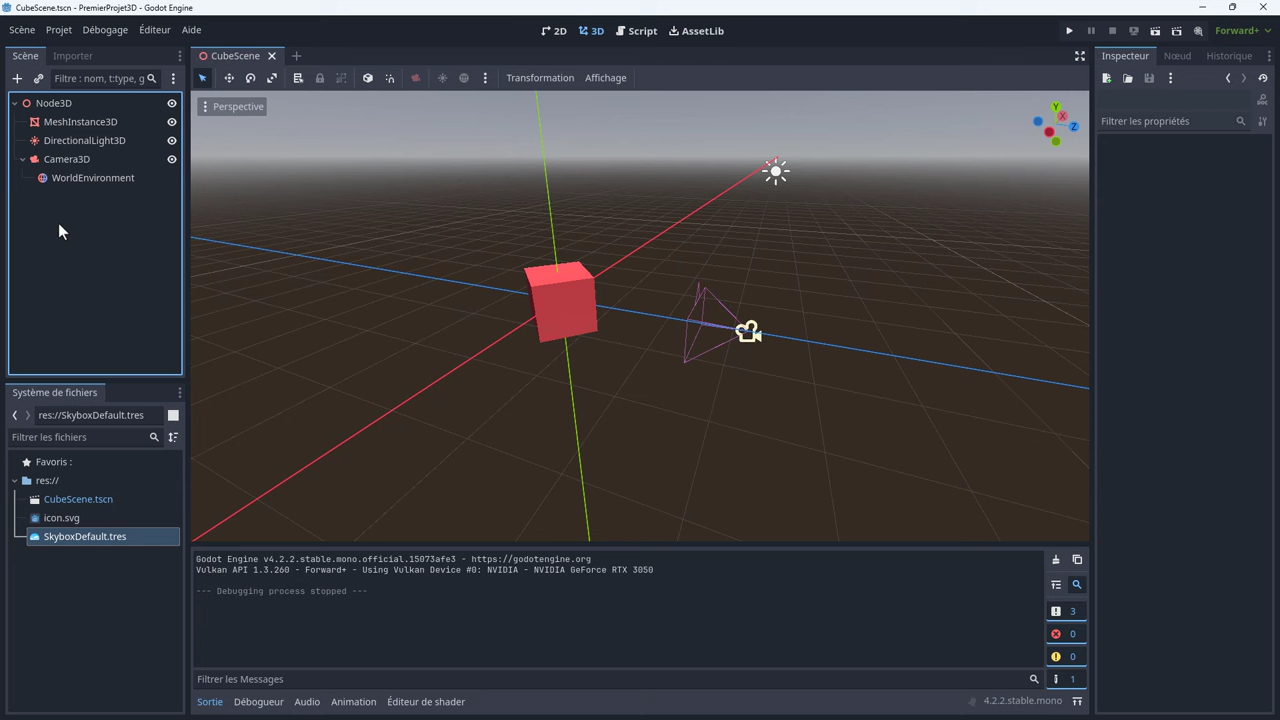 CubeScene.tscn - PremierProjet3D - Godot Engine
Scène Projet Débogage Éditeur Aide
2D 3D Script AssetLib
Forward+
Scène Importer
CubeScene
Inspecteur Nœud Historique
Filtre : nom, t:type, g
Transformation Affichage
Node3D
MeshInstance3D
DirectionalLight3D
Camera3D
WorldEnvironment
Perspective
Y
X
Z
Filtrer les propriétés
Système de fichiers
res://SkyboxDefault.tres
Filtrer les fichiers
Favoris :
res://
CubeScene.tscn
icon.svg
SkyboxDefault.tres
Godot Engine v4.2.2.stable.mono.official.15073afe3 - https://godotengine.org
Vulkan API 1.3.260 - Forward+ - Using Vulkan Device #0: NVIDIA - NVIDIA GeForce RTX 3050
--- Debugging process stopped ---
3
0
0
1
Filtrer les Messages
Sortie Débogueur Audio Animation Éditeur de shader
4.2.2.stable.mono